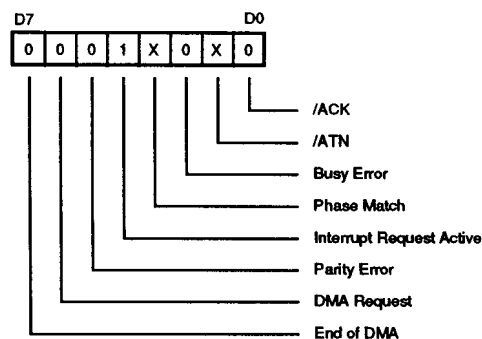 D7 D0
0 0 0 1 X 0 X 0
/ACK
/ATN
Busy Error
Phase Match
Interrupt Request Active
Parity Error
DMA Request
End of DMA